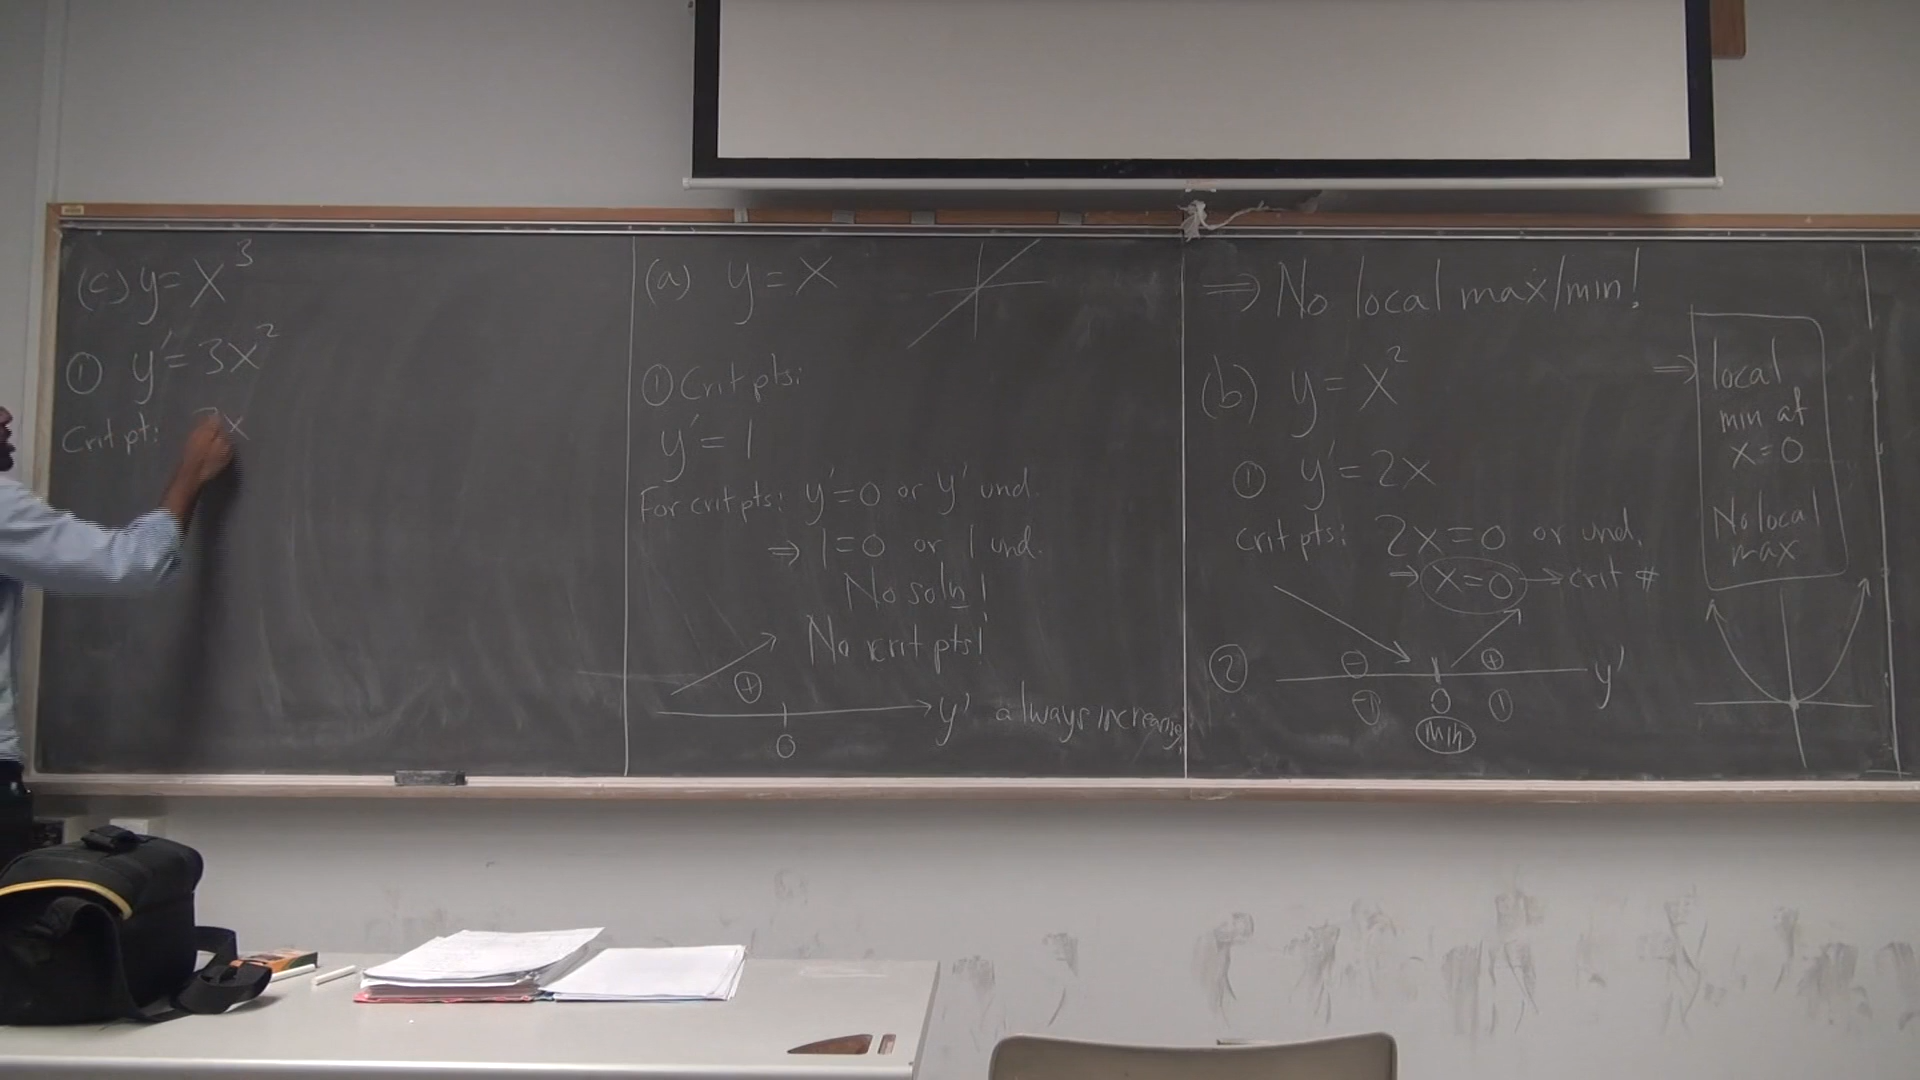 (c) y = x³
① y' = 3x²
Crit pt: 3x
(a) y = x
① Crit pts:
y' = 1
For crit pts: y' = 0 or y' und.
⇒ 1 = 0 or 1 und.
No soln!
No crit pts!
⊕
y' always increasing
0
⇒ No local max/min!
(b) y = x²
① y' = 2x
crit pts: 2x = 0 or und.
⇒ x = 0 → crit #
② ⊖ ⊕ y'
-1 0 1
min
⇒ local
min at
x = 0
No local
max